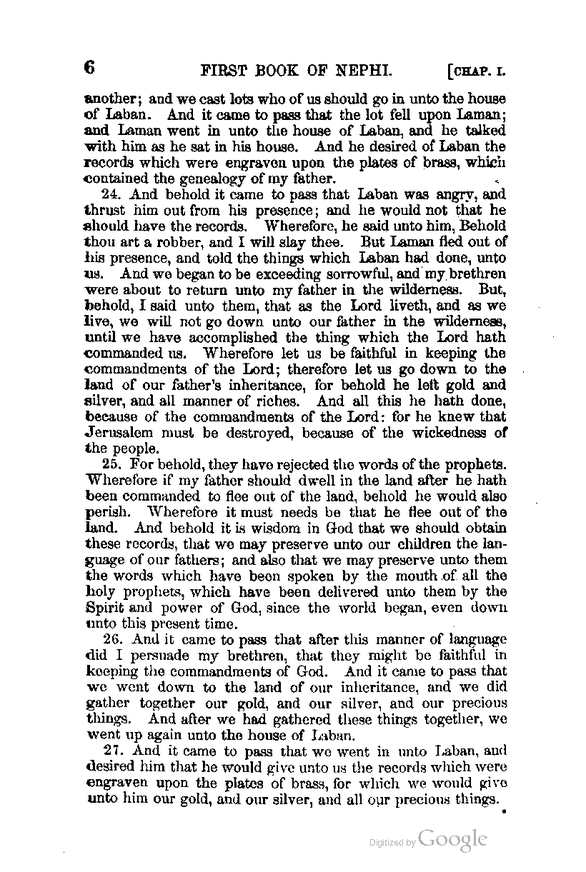 6 FIRST BOOK OF NEPHI. [CHAP. I.
another; and we cast lots who of us should go in unto the house
of Laban. And it came to pass that the lot fell upon Laman;
and Laman went in unto the house of Laban, and he talked
with him as he sat in his house. And he desired of Laban the
records which were engraven upon the plates of brass, which
contained the genealogy of my father.
24. And behold it came to pass that Laban was angry, and
thrust him out from his presence; and he would not that he
should have the records. Wherefore, he said unto him, Behold
thou art a robber, and I will slay thee. But Laman fled out of
his presence, and told the things which Laban had done, unto
us. And we began to be exceeding sorrowful, and my brethren
were about to return unto my father in the wilderness. But,
behold, I said unto them, that as the Lord liveth, and as we
live, we will not go down unto our father in the wilderness,
until we have accomplished the thing which the Lord hath
commanded us. Wherefore let us be faithful in keeping the
commandments of the Lord; therefore let us go down to the
land of our father's inheritance, for behold he left gold and
silver, and all manner of riches. And all this he hath done,
because of the commandments of the Lord: for he knew that
Jerusalem must be destroyed, because of the wickedness of
the people.
25. For behold, they have rejected the words of the prophets.
Wherefore if my father should dwell in the land after he hath
been commanded to flee out of the land, behold he would also
perish. Wherefore it must needs be that he flee out of the
land. And behold it is wisdom in God that we should obtain
these records, that we may preserve unto our children the lan-
guage of our fathers; and also that we may preserve unto them
the words which have been spoken by the mouth of all the
holy prophets, which have been delivered unto them by the
Spirit and power of God, since the world began, even down
unto this present time.
26. And it came to pass that after this manner of language
did I persuade my brethren, that they might be faithful in
keeping the commandments of God. And it came to pass that
we went down to the land of our inheritance, and we did
gather together our gold, and our silver, and our precious
things. And after we had gathered these things together, we
went up again unto the house of Laban.
27. And it came to pass that we went in unto Laban, and
desired him that he would give unto us the records which were
engraven upon the plates of brass, for which we would give
unto him our gold, and our silver, and all our precious things.
Digitized by Google